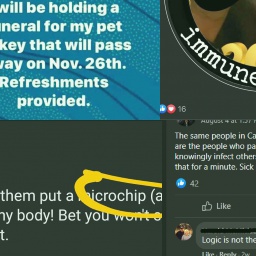 will be holding a
uneral for my pet
key that will pass
way on Nov. 26th.
Refreshments
provided.
immune
16
them put a microchip (a
ny body! Bet you won't s
t.
August 4 at 1:37 P
The same people in Ca
are the people who pa
knowingly infect others
that for a minute. Sick
42
Like
Logic is not the
Like · Reply · 2w